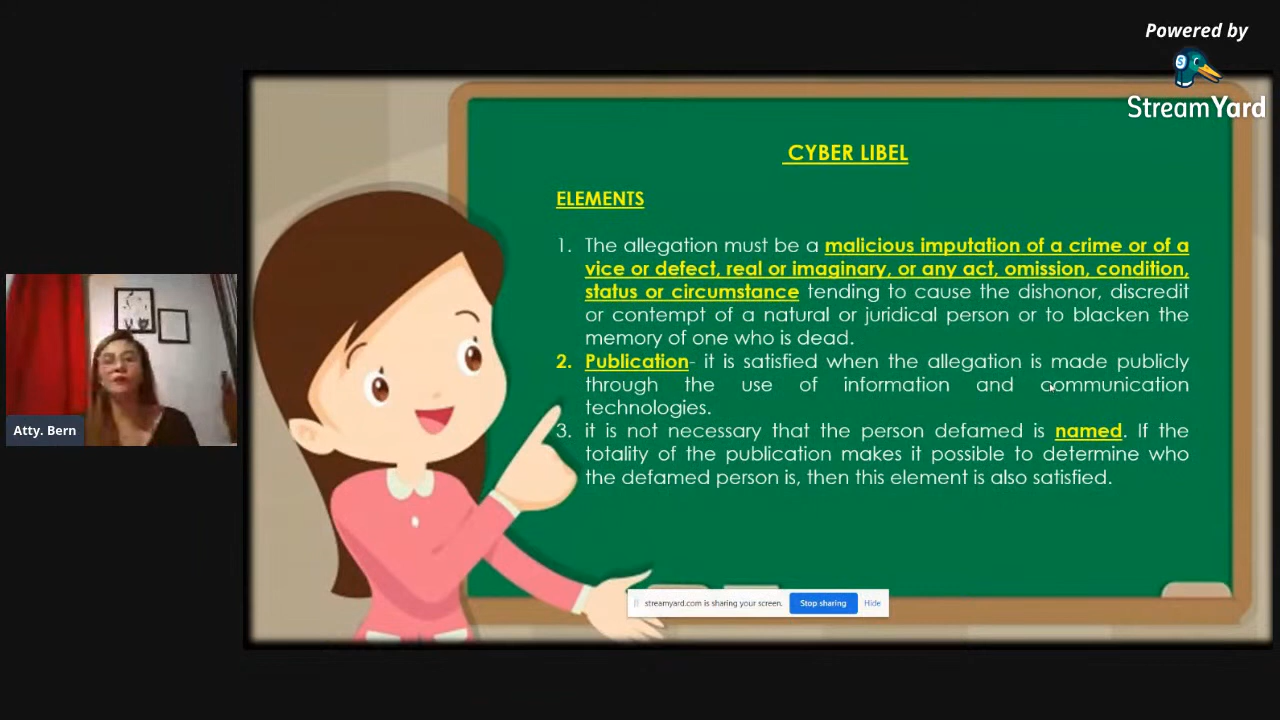 Powered by
StreamYard
CYBER LIBEL
ELEMENTS
1. The allegation must be a malicious imputation of a crime or of a
vice or defect, real or imaginary, or any act, omission, condition,
status or circumstance tending to cause the dishonor, discredit
or contempt of a natural or juridical person or to blacken the
memory of one who is dead.
2. Publication- it is satisfied when the allegation is made publicly
through the use of information and communication
technologies.
3. it is not necessary that the person defamed is named. If the
totality of the publication makes it possible to determine who
the defamed person is, then this element is also satisfied.
Atty. Bern
streamyard.com is sharing your screen. Stop sharing Hide